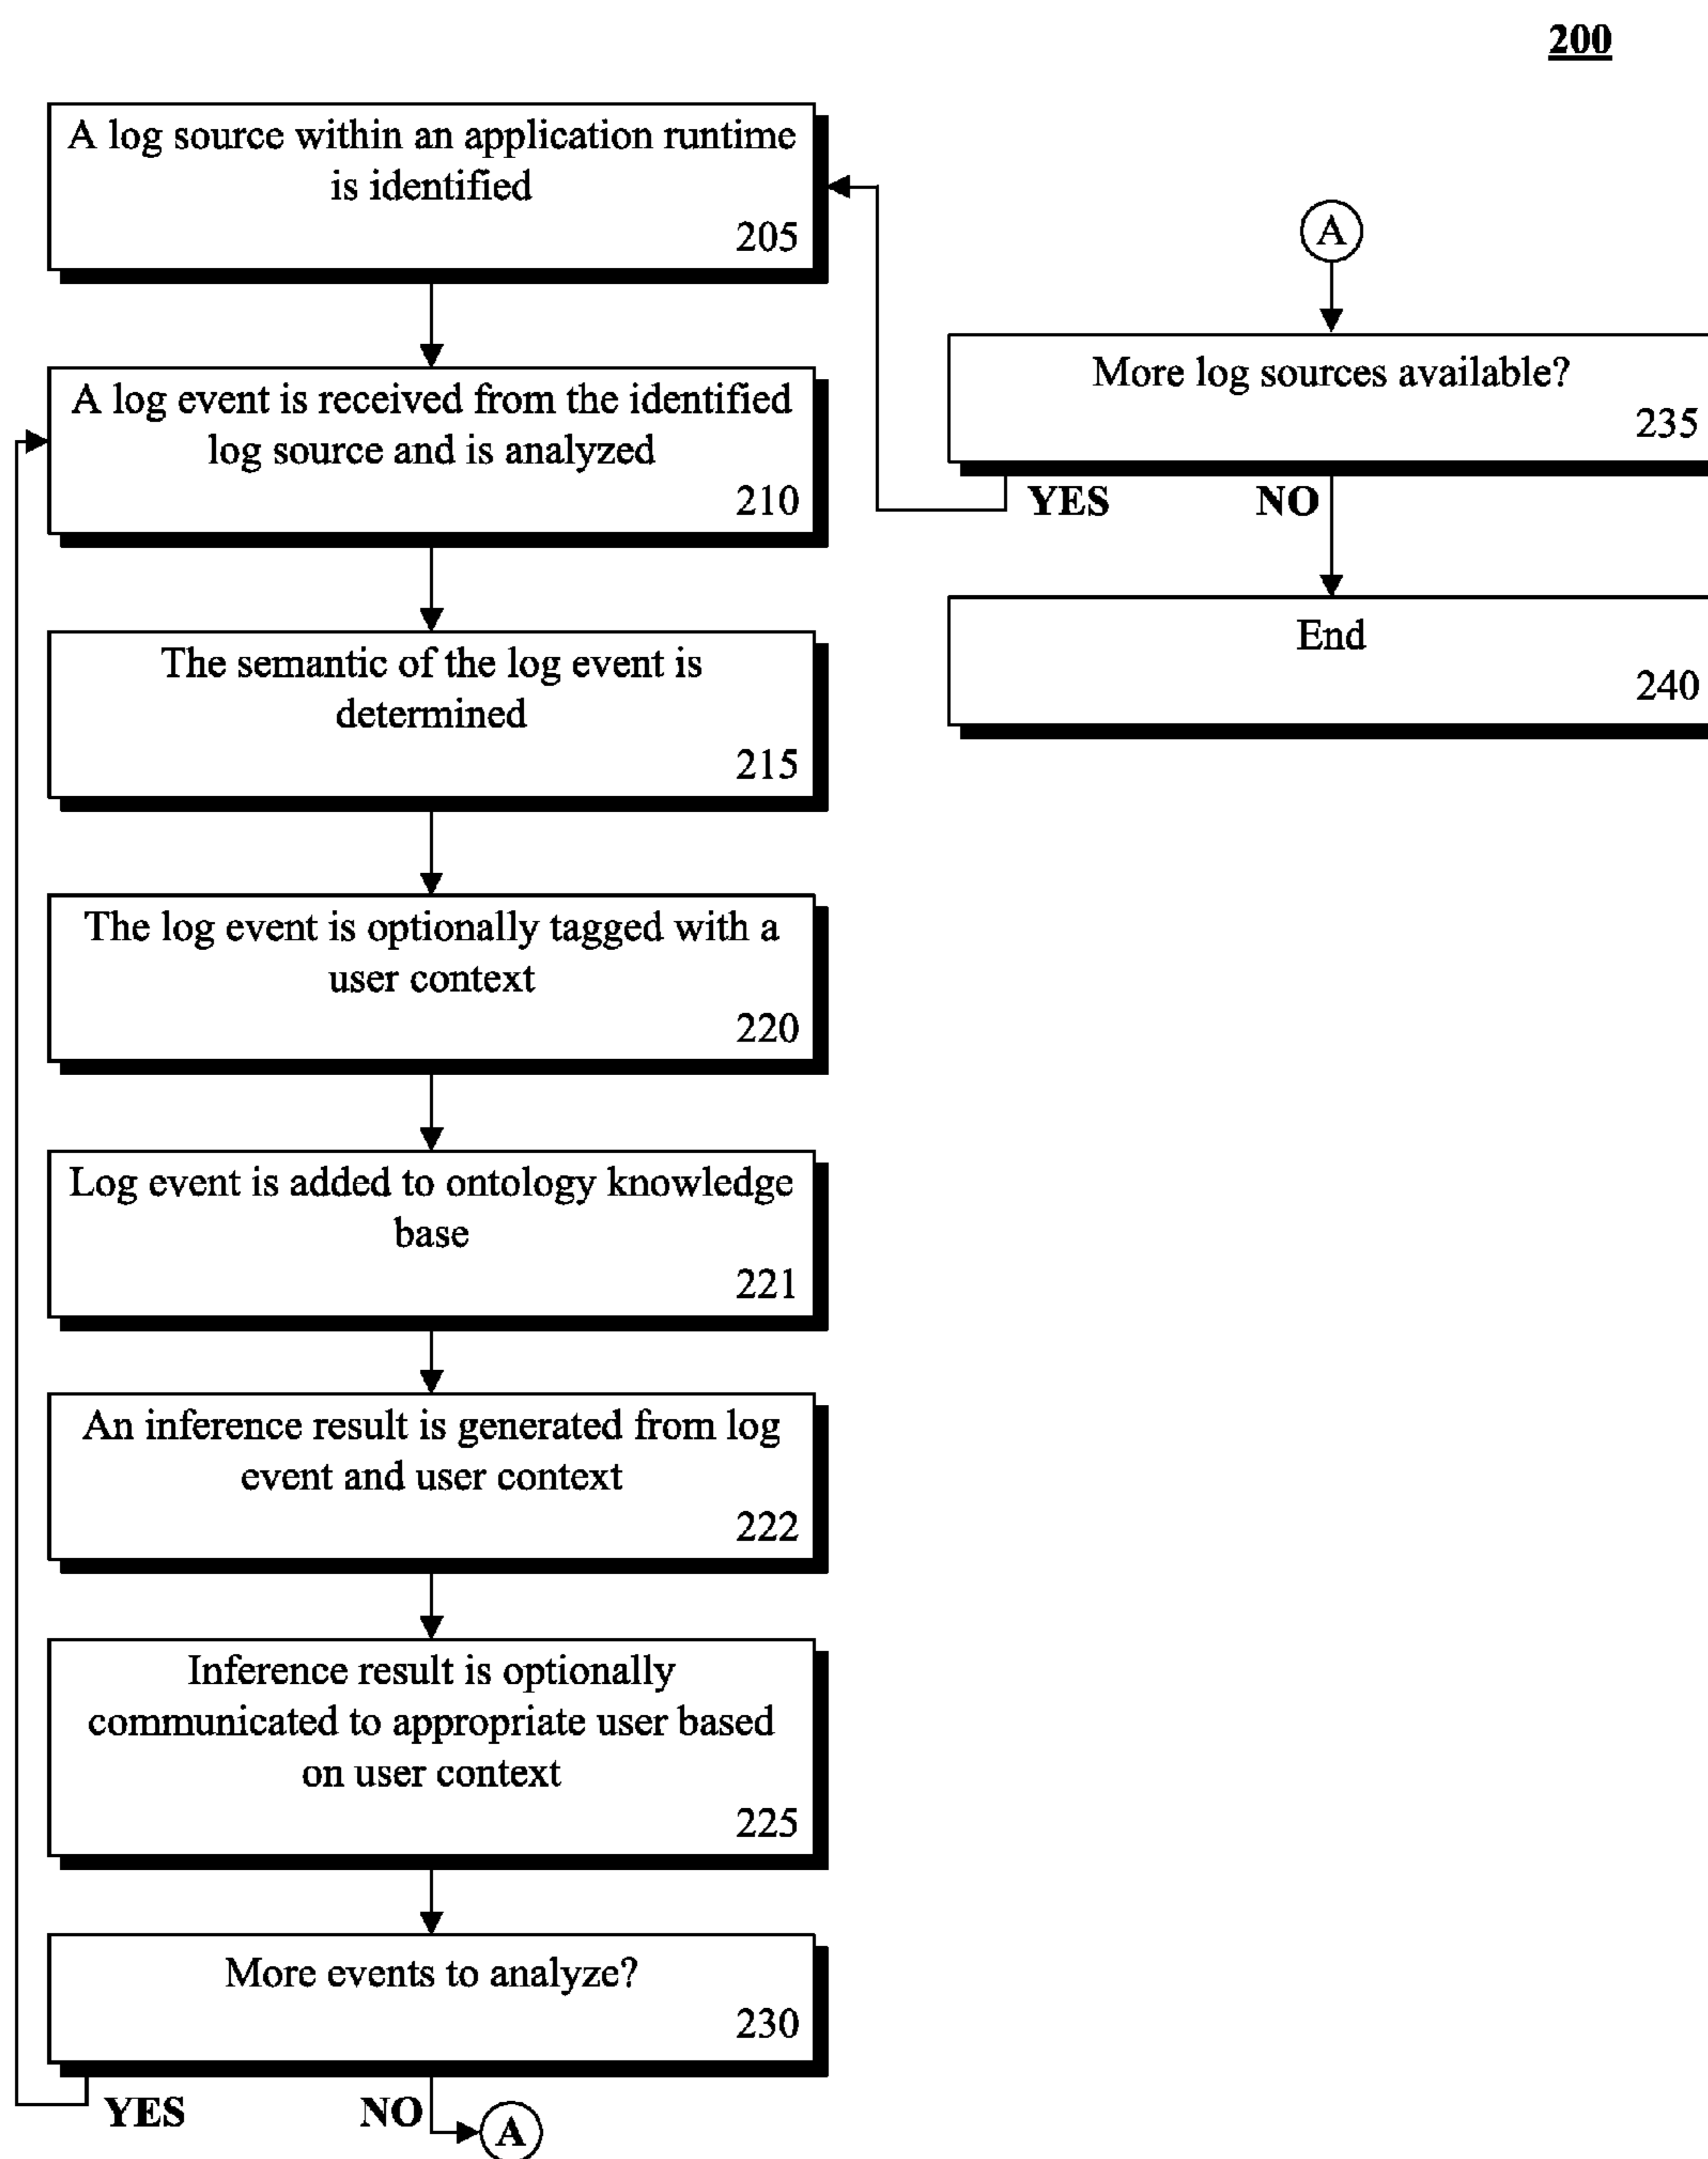 200
A log source within an application runtime
is identified
205
A log event is received from the identified
log source and is analyzed
210
The semantic of the log event is
determined
215
The log event is optionally tagged with a
user context
220
Log event is added to ontology knowledge
base
221
An inference result is generated from log
event and user context
222
Inference result is optionally
communicated to appropriate user based
on user context
225
More events to analyze?
230
YES
NO
A
A
More log sources available?
235
YES
NO
End
240